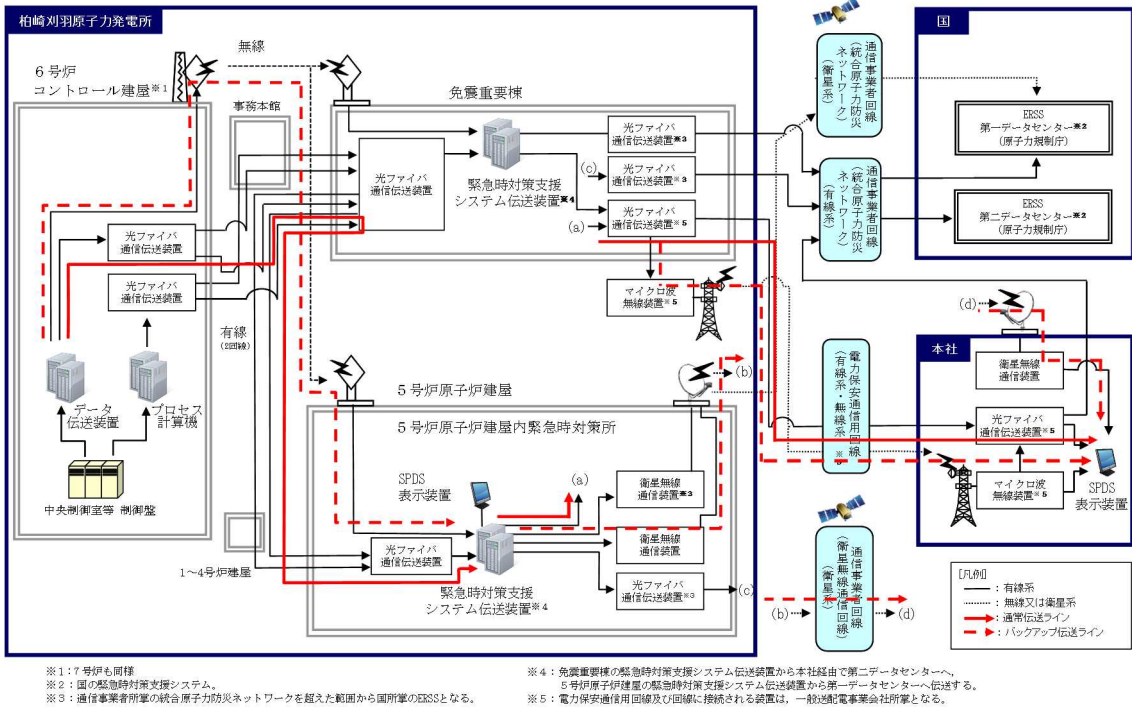 柏崎刈羽原子力発電所
６号炉
コントロール建屋※1
無線
事務本館
免震重要棟
光ファイバ
通信伝送装置
緊急時対策支援
システム伝送装置※4
光ファイバ
通信伝送装置※3
(c)
光ファイバ
通信伝送装置※3
(a)
光ファイバ
通信伝送装置※5
マイクロ波
無線装置※5
光ファイバ
通信伝送装置
光ファイバ
通信伝送装置
有線
(2回線)
データ
伝送装置
プロセス
計算機
中央制御室等 制御盤
1～4号炉建屋
５号炉原子炉建屋
(b)
５号炉原子炉建屋内緊急時対策所
SPDS
表示装置
(a)
衛星無線
通信装置※3
衛星無線
通信装置
光ファイバ
通信伝送装置
緊急時対策支援
システム伝送装置※4
光ファイバ
通信伝送装置※3
(c)
通信事業者回線
（統合原子力防災
ネットワーク）
（衛星系）
通信事業者回線
（統合原子力防災
ネットワーク）
（有線系）
電力保安通信用回線
（有線系・無線系）※5
通信事業者回線
（衛星無線通信回線）
（衛星系）
(b)
(d)
国
ERSS
第一データセンター※2
(原子力規制庁)
ERSS
第二データセンター※2
(原子力規制庁)
(d)
本社
衛星無線
通信装置
光ファイバ
通信伝送装置※5
マイクロ波
無線装置※5
SPDS
表示装置
[凡例]
：有線系
：無線又は衛星系
：通常伝送ライン
：バックアップ伝送ライン
※1：7号炉も同様
※2：国の緊急時対策支援システム。
※3：通信事業者所掌の統合原子力防災ネットワークを超えた範囲から国所掌のERSSとなる。
※4：免震重要棟の緊急時対策支援システム伝送装置から本社経由で第二データセンターへ，
５号炉原子炉建屋の緊急時対策支援システム伝送装置から第一データセンターへ伝送する。
※5：電力保安通信用回線及び回線に接続される装置は，一般送配電事業会社所掌となる。